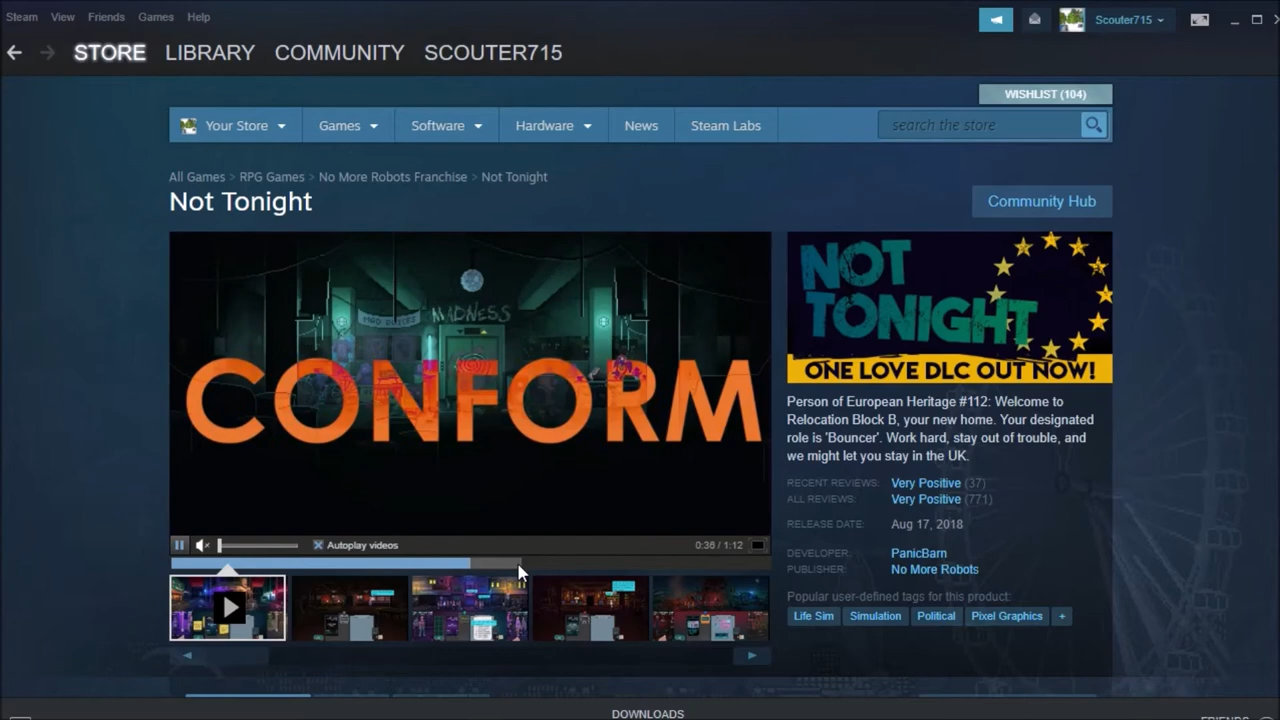 Steam View Friends Games Help
Scouter715
STORE LIBRARY COMMUNITY SCOUTER715
WISHLIST (104)
Your Store Games Software Hardware News Steam Labs search the store
All Games > RPG Games > No More Robots Franchise > Not Tonight
Not Tonight
Community Hub
MADNESS
CONFORM
NOT
TONIGHT
ONE LOVE DLC OUT NOW!
Person of European Heritage #112: Welcome to
Relocation Block B, your new home. Your designated
role is 'Bouncer'. Work hard, stay out of trouble, and
we might let you stay in the UK.
RECENT REVIEWS: Very Positive (37)
ALL REVIEWS: Very Positive (771)
RELEASE DATE: Aug 17, 2018
DEVELOPER: PanicBarn
PUBLISHER: No More Robots
Popular user-defined tags for this product:
Life Sim Simulation Political Pixel Graphics +
Autoplay videos
0:36 / 1:12
DOWNLOADS